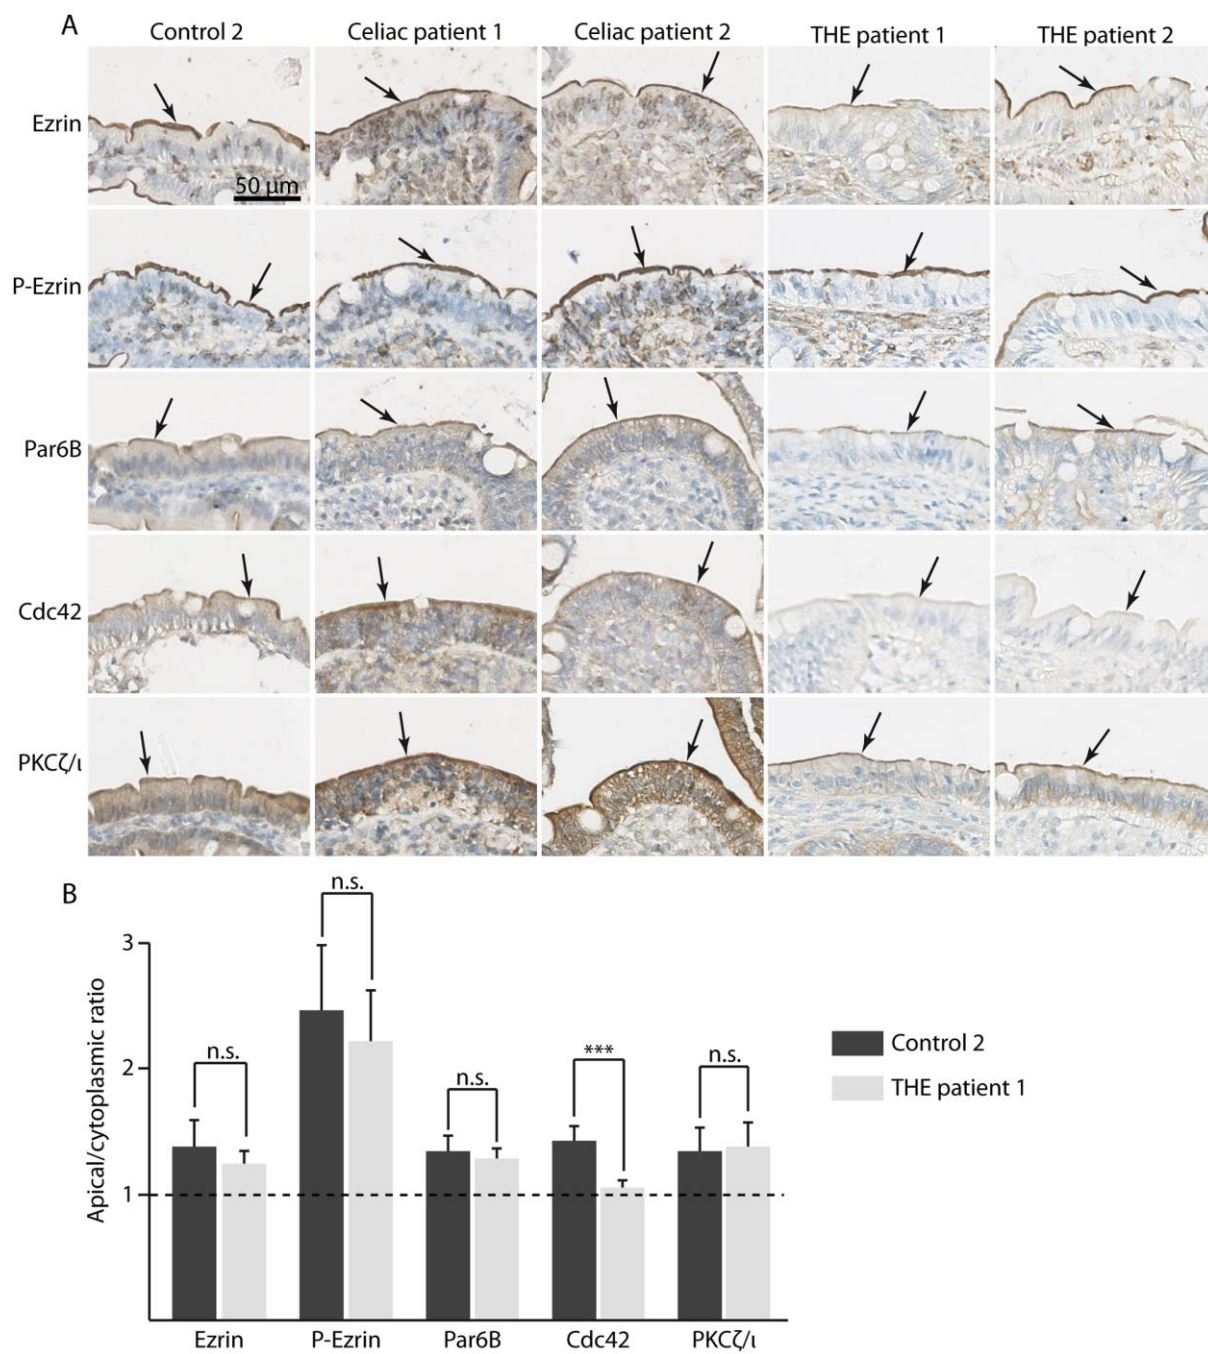 A
Control 2 Celiac patient 1 Celiac patient 2 THE patient 1 THE patient 2
Ezrin
50 µm
P-Ezrin
Par6B
Cdc42
PKCζ/ι
B
n.s.
3
n.s. *** n.s.
n.s.
2
1
Apical/cytoplasmic ratio
Control 2
THE patient 1
Ezrin P-Ezrin Par6B Cdc42 PKCζ/ι